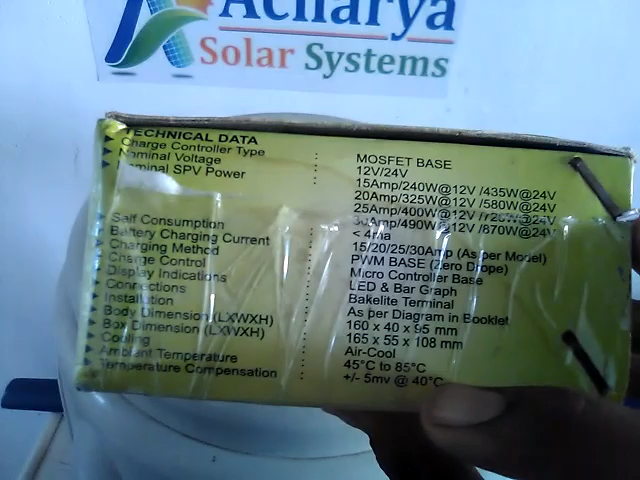 Acharya
Solar Systems
TECHNICAL DATA
Charge Controller Type : MOSFET BASE
Nominal Voltage : 12V/24V
Nominal SPV Power : 15Amp/240W@12V /435W@24V
20Amp/325W@12V /580W@24V
25Amp/400W@12V /725W@24V
30Amp/490W@12V /870W@24V
Self Consumption : < 4ma
Battery Charging Current : 15/20/25/30Amp (As per Model)
Charging Method : PWM BASE (Zero Drope)
Charge Control : Micro Controller Base
Display Indications : LED & Bar Graph
Connections : Bakelite Terminal
Installation : As per Diagram in Booklet
Body Dimension (LXWXH) : 160 x 40 x 95 mm
Box Dimension (LXWXH) : 165 x 55 x 108 mm
Cooling : Air-Cool
Ambient Temperature : 45°C to 85°C
Temperature Compensation : +/- 5mv @ 40°C